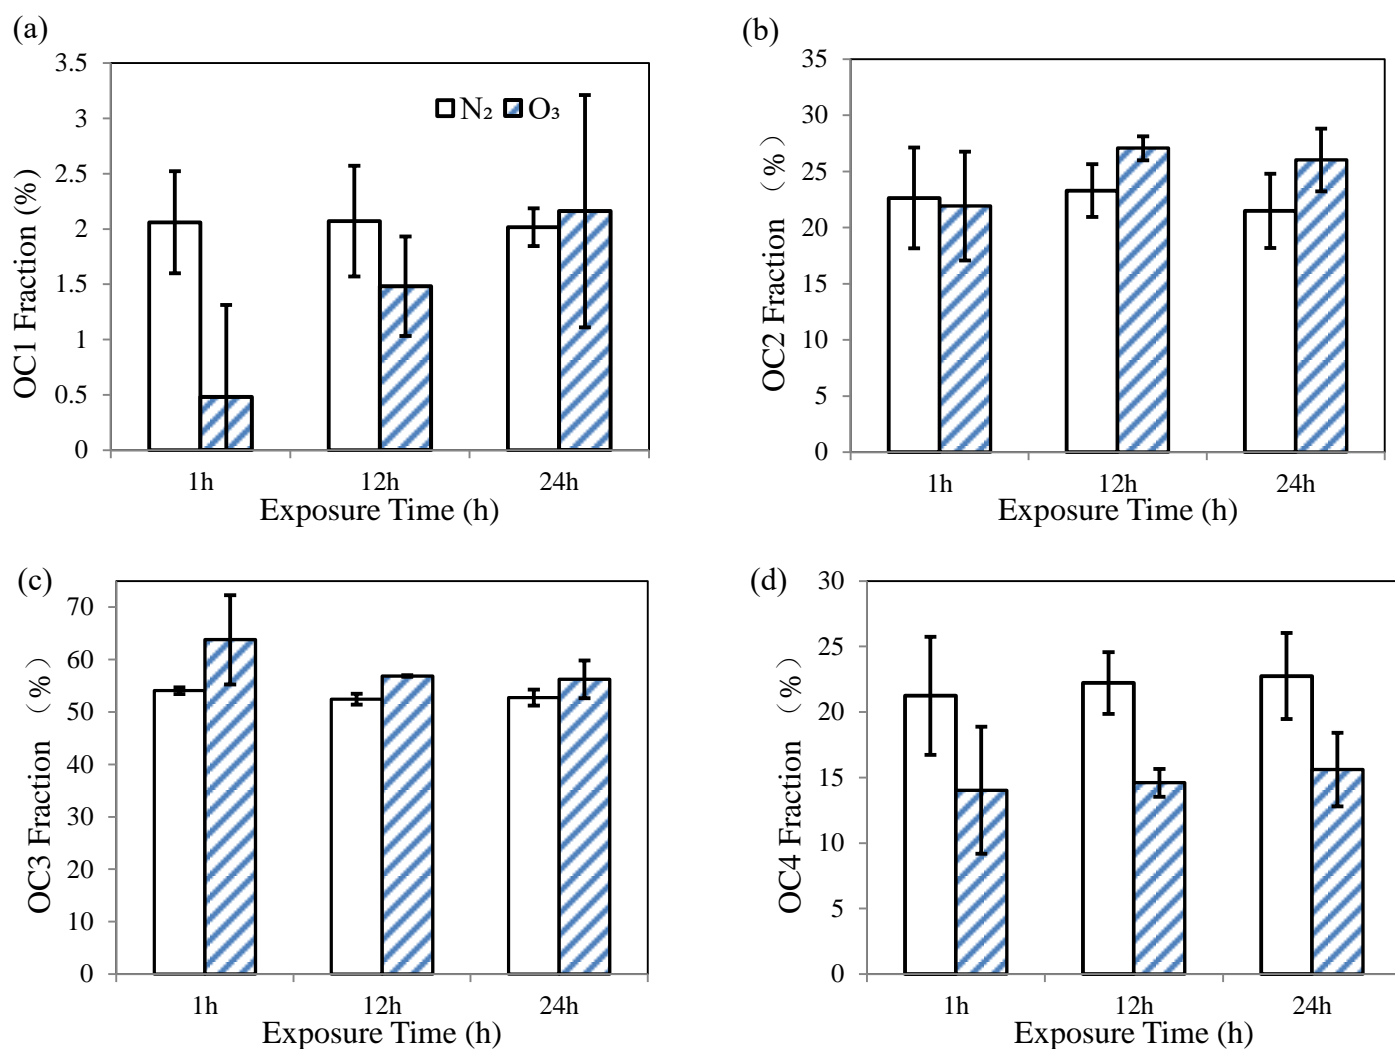 (a)
OC1 Fraction (%)
3.5
3
2.5
2
1.5
1
0.5
0
N₂ O₃
1h 12h 24h
Exposure Time (h)
(b)
OC2 Fraction （%）
35
30
25
20
15
10
5
0
1h 12h 24h
Exposure Time (h)
(c)
OC3 Fraction （%）
70
60
50
40
30
20
10
0
1h 12h 24h
Exposure Time (h)
(d)
OC4 Fraction （%）
30
25
20
15
10
5
0
1h 12h 24h
Exposure Time (h)